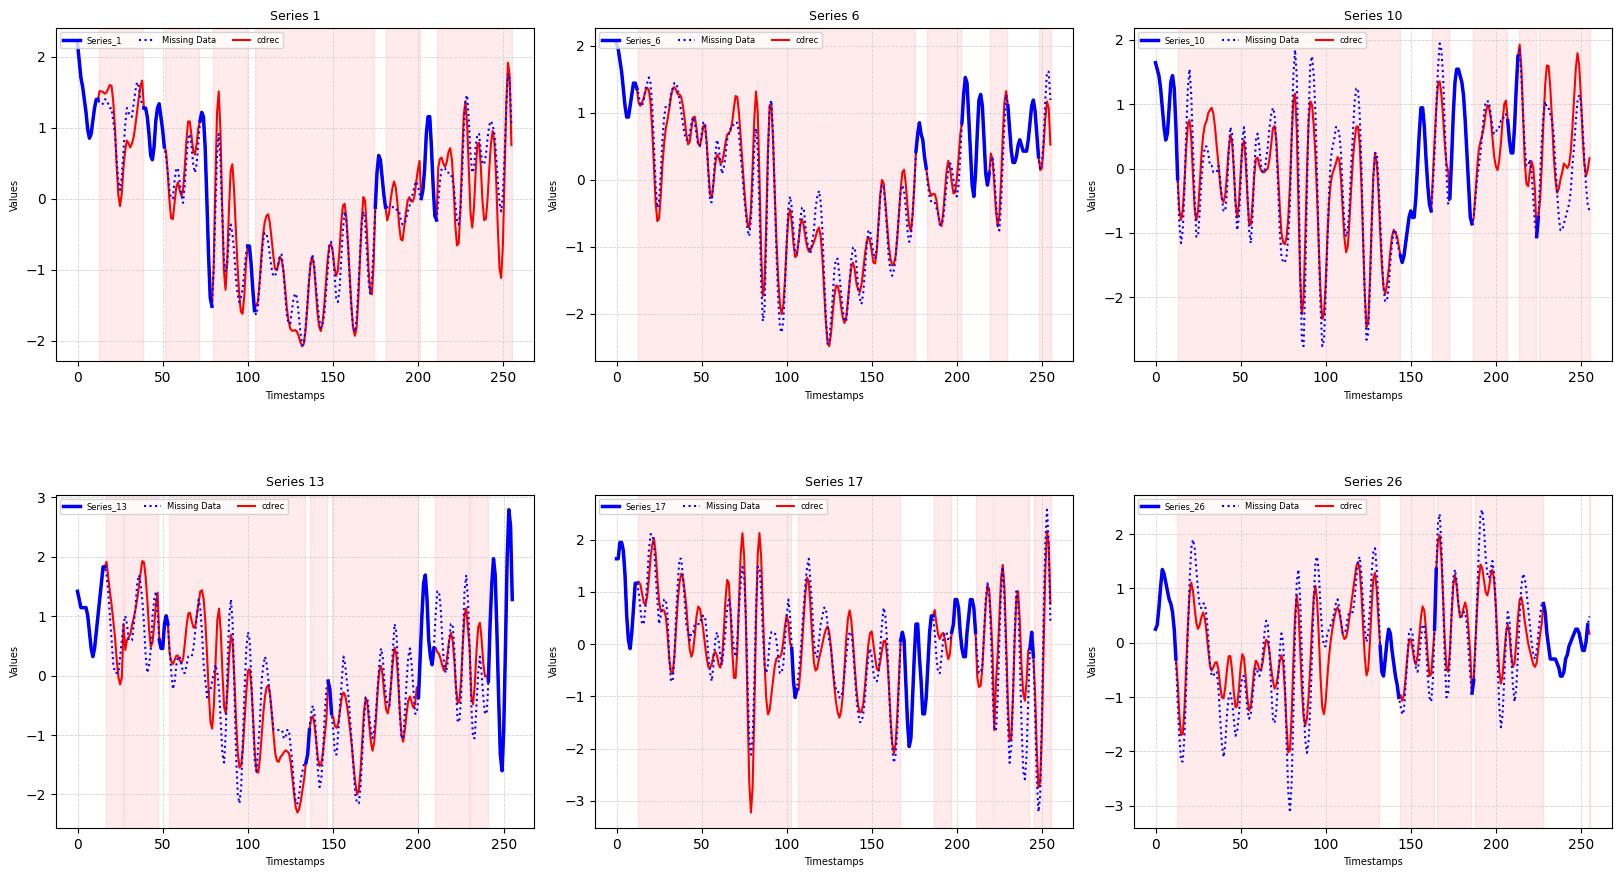 Series 1
Series_1 Missing Data cdrec
Values
2
1
0
−1
−2
0 50 100 150 200 250
Timestamps
Series 6
Series_6 Missing Data cdrec
Values
2
1
0
−1
−2
0 50 100 150 200 250
Timestamps
Series 10
Series_10 Missing Data cdrec
Values
2
1
0
−1
−2
0 50 100 150 200 250
Timestamps
Series 13
Series_13 Missing Data cdrec
Values
3
2
1
0
−1
−2
0 50 100 150 200 250
Timestamps
Series 17
Series_17 Missing Data cdrec
Values
2
1
0
−1
−2
−3
0 50 100 150 200 250
Timestamps
Series 26
Series_26 Missing Data cdrec
Values
2
1
0
−1
−2
−3
0 50 100 150 200 250
Timestamps